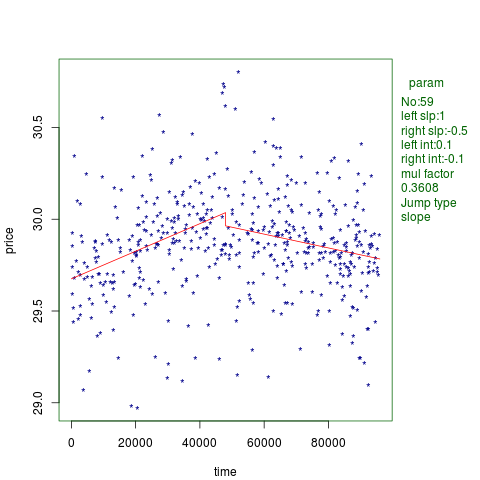 param
No:59
left slp:1
right slp:-0.5
left int:0.1
right int:-0.1
mul factor
0.3608
Jump type
slope
price
30.5
30.0
29.5
29.0
0 20000 40000 60000 80000
time